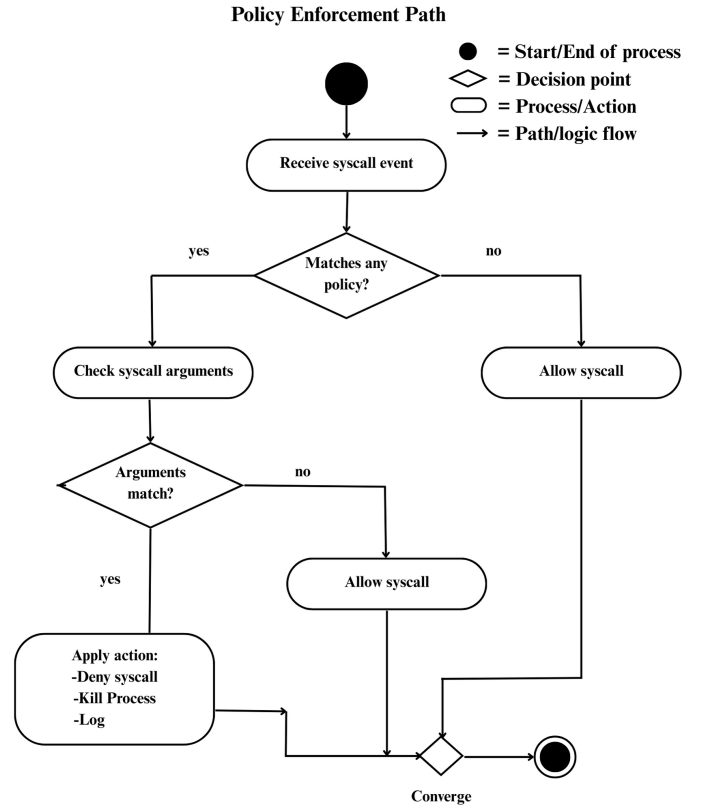 Policy Enforcement Path
= Start/End of process
= Decision point
= Process/Action
= Path/logic flow
Receive syscall event
yes
no
Matches any
policy?
Check syscall arguments
Allow syscall
Arguments
match?
no
yes
Allow syscall
Apply action:
-Deny syscall
-Kill Process
-Log
Converge